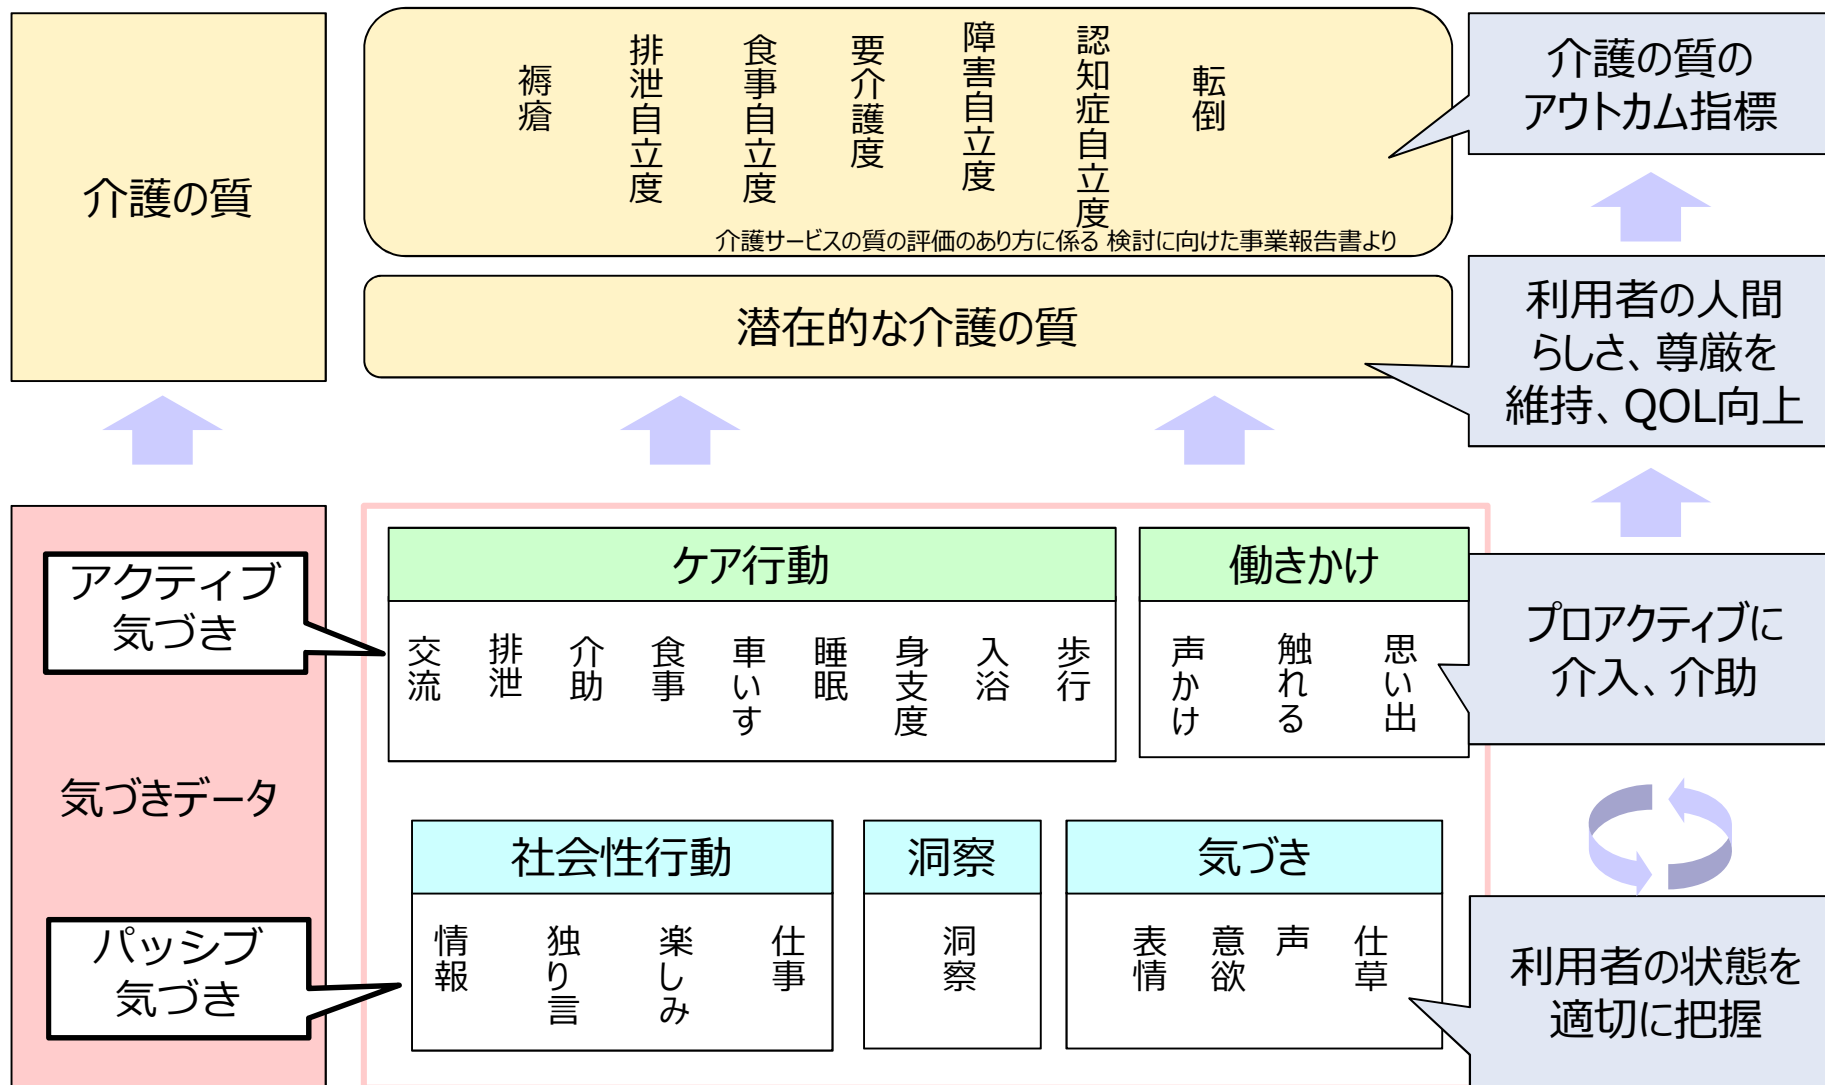 介護の質
褥瘡
排泄自立度
食事自立度
要介護度
障害自立度
認知症自立度
転倒
介護サービスの質の評価のあり方に係る 検討に向けた事業報告書より
介護の質の
アウトカム指標
潜在的な介護の質
利用者の人間
らしさ、尊厳を
維持、QOL向上
気づきデータ
アクティブ
気づき
ケア行動
交流
排泄
介助
食事
車いす
睡眠
身支度
入浴
歩行
働きかけ
声かけ
触れる
思い出
プロアクティブに
介入、介助
パッシブ
気づき
社会性行動
情報
独り言
楽しみ
仕事
洞察
洞察
気づき
表情
意欲
声
仕草
利用者の状態を
適切に把握